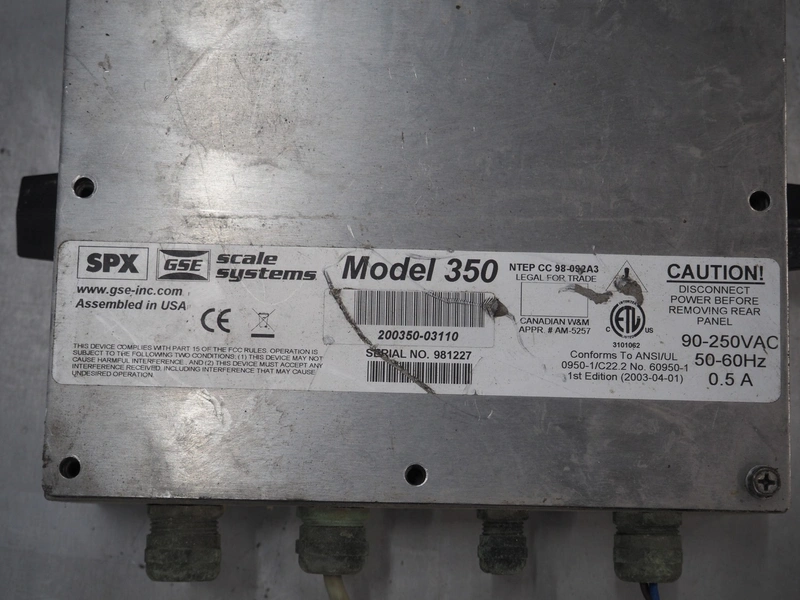 SPX GSE scale systems
www.gse-inc.com
Assembled in USA
CE
THIS DEVICE COMPLIES WITH PART 15 OF THE FCC RULES. OPERATION IS
SUBJECT TO THE FOLLOWING TWO CONDITIONS: (1) THIS DEVICE MAY NOT
CAUSE HARMFUL INTERFERENCE. AND (2) THIS DEVICE MUST ACCEPT ANY
INTERFERENCE RECEIVED, INCLUDING INTERFERENCE THAT MAY CAUSE
UNDESIRED OPERATION.
Model 350
200350-03110
SERIAL NO. 981227
NTEP CC 98-092A3
LEGAL FOR TRADE
CANADIAN W&M
APPR. # AM-5257
C ETL US
3101062
Conforms To ANSI/UL
60950-1/C22.2 No. 60950-1
1st Edition (2003-04-01)
CAUTION!
DISCONNECT
POWER BEFORE
REMOVING REAR
PANEL
90-250VAC
50-60Hz
0.5 A